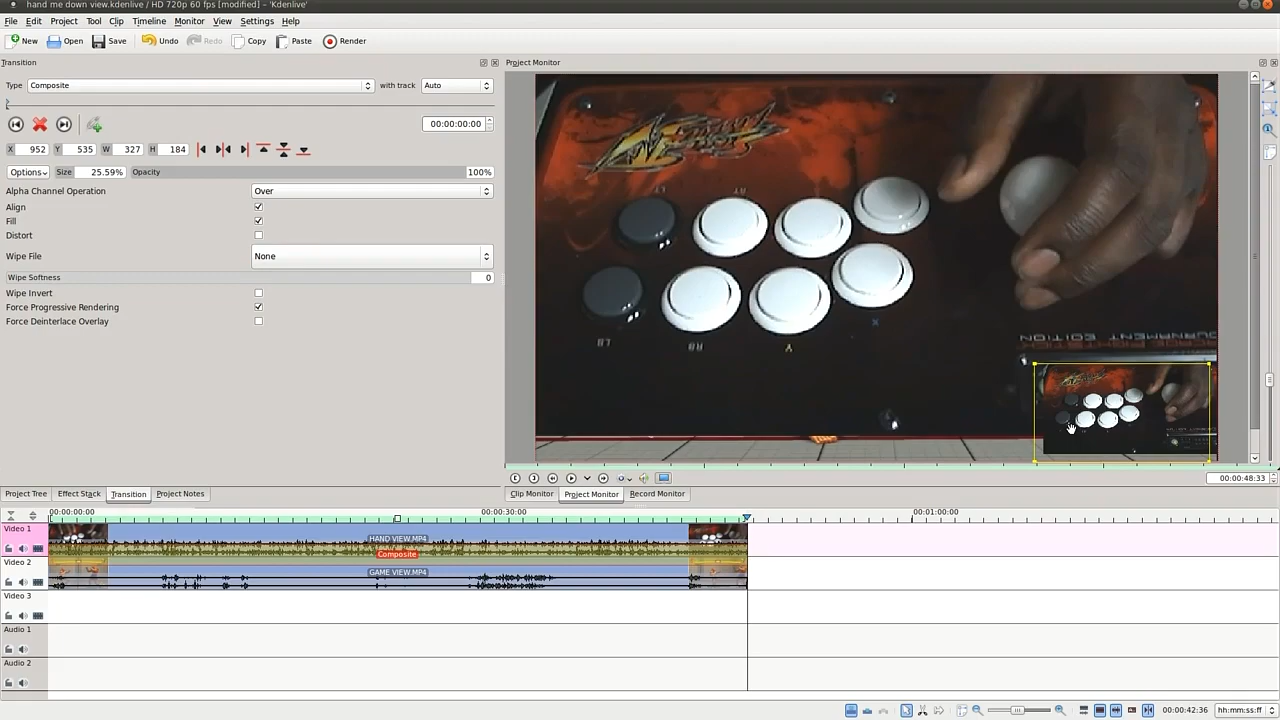 hand me down view.kdenlive / HD 720p 60 fps [modified] – 'Kdenlive'
File Edit Project Tool Clip Timeline Monitor View Settings Help
New Open Save Undo Redo Copy Paste Render
Transition
Project Monitor
Type Composite with track Auto
00:00:00:00
X 952 Y 535 W 327 H 184
Options Size 25.59% Opacity 100%
Alpha Channel Operation Over
Align
Fill
Distort
Wipe File None
Wipe Softness 0
Wipe Invert
Force Progressive Rendering
Force Deinterlace Overlay
LT RT
LB RB Y X
TOURNAMENT EDITION
00:00:48:33
Project Tree Effect Stack Transition Project Notes
Clip Monitor Project Monitor Record Monitor
00:00:00:00 00:00:30:00 00:01:00:00
Video 1
HAND VIEW.MP4
Composite
Video 2
GAME VIEW.MP4
Video 3
Audio 1
Audio 2
00:00:42:36 hh:mm:ss:ff